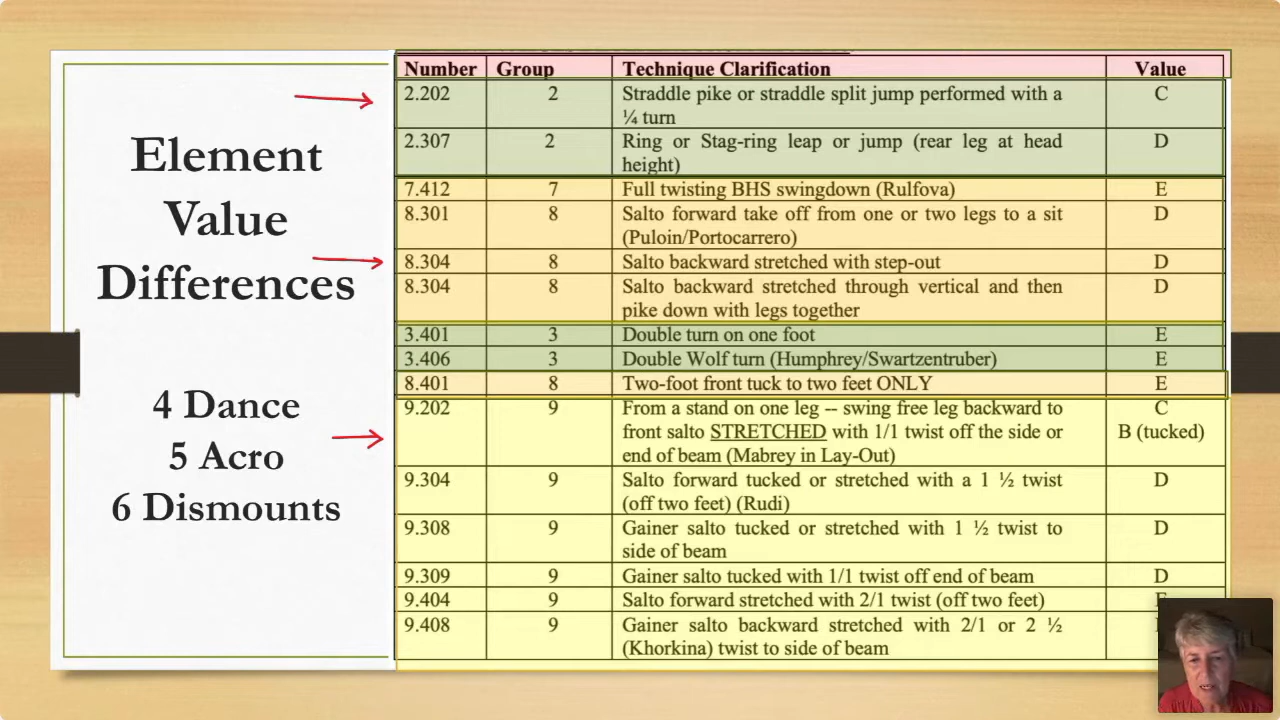 Element
Value
Differences
4 Dance
5 Acro
6 Dismounts
Number Group Technique Clarification Value
2.202 2 Straddle pike or straddle split jump performed with a C
¼ turn
2.307 2 Ring or Stag-ring leap or jump (rear leg at head D
height)
7.412 7 Full twisting BHS swingdown (Rulfova) E
8.301 8 Salto forward take off from one or two legs to a sit D
(Puloin/Portocarrero)
8.304 8 Salto backward stretched with step-out D
8.304 8 Salto backward stretched through vertical and then D
pike down with legs together
3.401 3 Double turn on one foot E
3.406 3 Double Wolf turn (Humphrey/Swartzentruber) E
8.401 8 Two-foot front tuck to two feet ONLY E
9.202 9 From a stand on one leg -- swing free leg backward to C
front salto STRETCHED with 1/1 twist off the side or B (tucked)
end of beam (Mabrey in Lay-Out)
9.304 9 Salto forward tucked or stretched with a 1 ½ twist D
(off two feet) (Rudi)
9.308 9 Gainer salto tucked or stretched with 1 ½ twist to D
side of beam
9.309 9 Gainer salto tucked with 1/1 twist off end of beam D
9.404 9 Salto forward stretched with 2/1 twist (off two feet)
9.408 9 Gainer salto backward stretched with 2/1 or 2 ½
(Khorkina) twist to side of beam